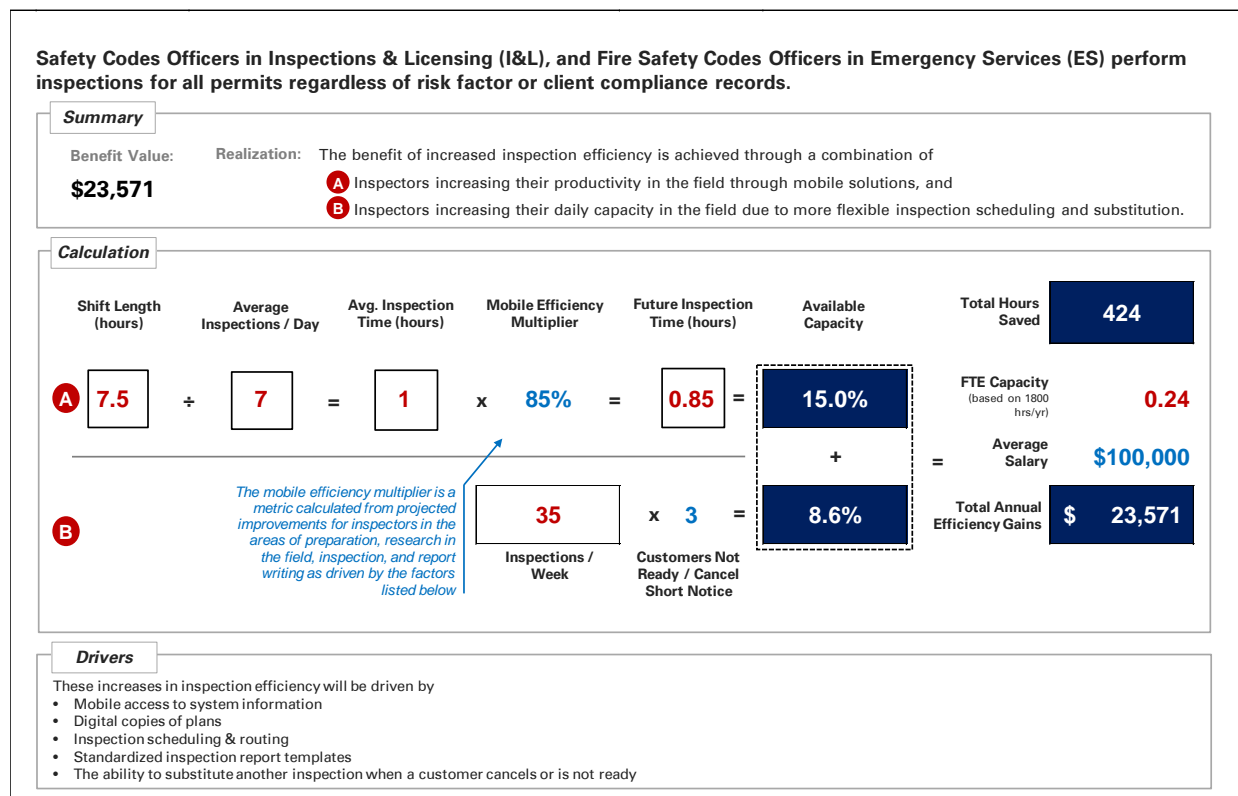 Safety Codes Officers in Inspections & Licensing (I&L), and Fire Safety Codes Officers in Emergency Services (ES) perform
inspections for all permits regardless of risk factor or client compliance records.
Summary
Benefit Value:
$23,571
Realization: The benefit of increased inspection efficiency is achieved through a combination of
A Inspectors increasing their productivity in the field through mobile solutions, and
B Inspectors increasing their daily capacity in the field due to more flexible inspection scheduling and substitution.
Calculation
Shift Length
(hours)
Average
Inspections / Day
Avg. Inspection
Time (hours)
Mobile Efficiency
Multiplier
Future Inspection
Time (hours)
Available
Capacity
Total Hours
Saved
424
A 7.5 ÷ 7 = 1 x 85% = 0.85 = 15.0%
FTE Capacity
(based on 1800
hrs/yr)
0.24
+
=
Average
Salary
$100,000
The mobile efficiency multiplier is a
metric calculated from projected
improvements for inspectors in the
areas of preparation, research in
the field, inspection, and report
writing as driven by the factors
listed below
B 35 x 3 = 8.6%
Inspections /
Week
Customers Not
Ready / Cancel
Short Notice
Total Annual
Efficiency Gains
$ 23,571
Drivers
These increases in inspection efficiency will be driven by
• Mobile access to system information
• Digital copies of plans
• Inspection scheduling & routing
• Standardized inspection report templates
• The ability to substitute another inspection when a customer cancels or is not ready